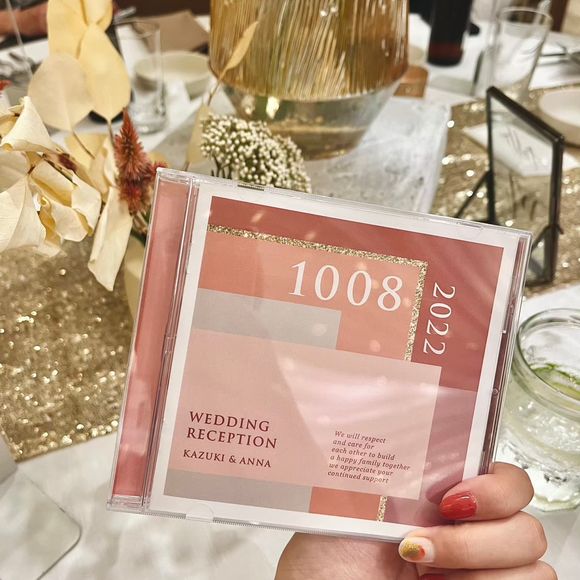 1008
2022
WEDDING
RECEPTION
KAZUKI & ANNA
We will respect
and care for
each other to build
a happy family together
we appreciate your
continued support